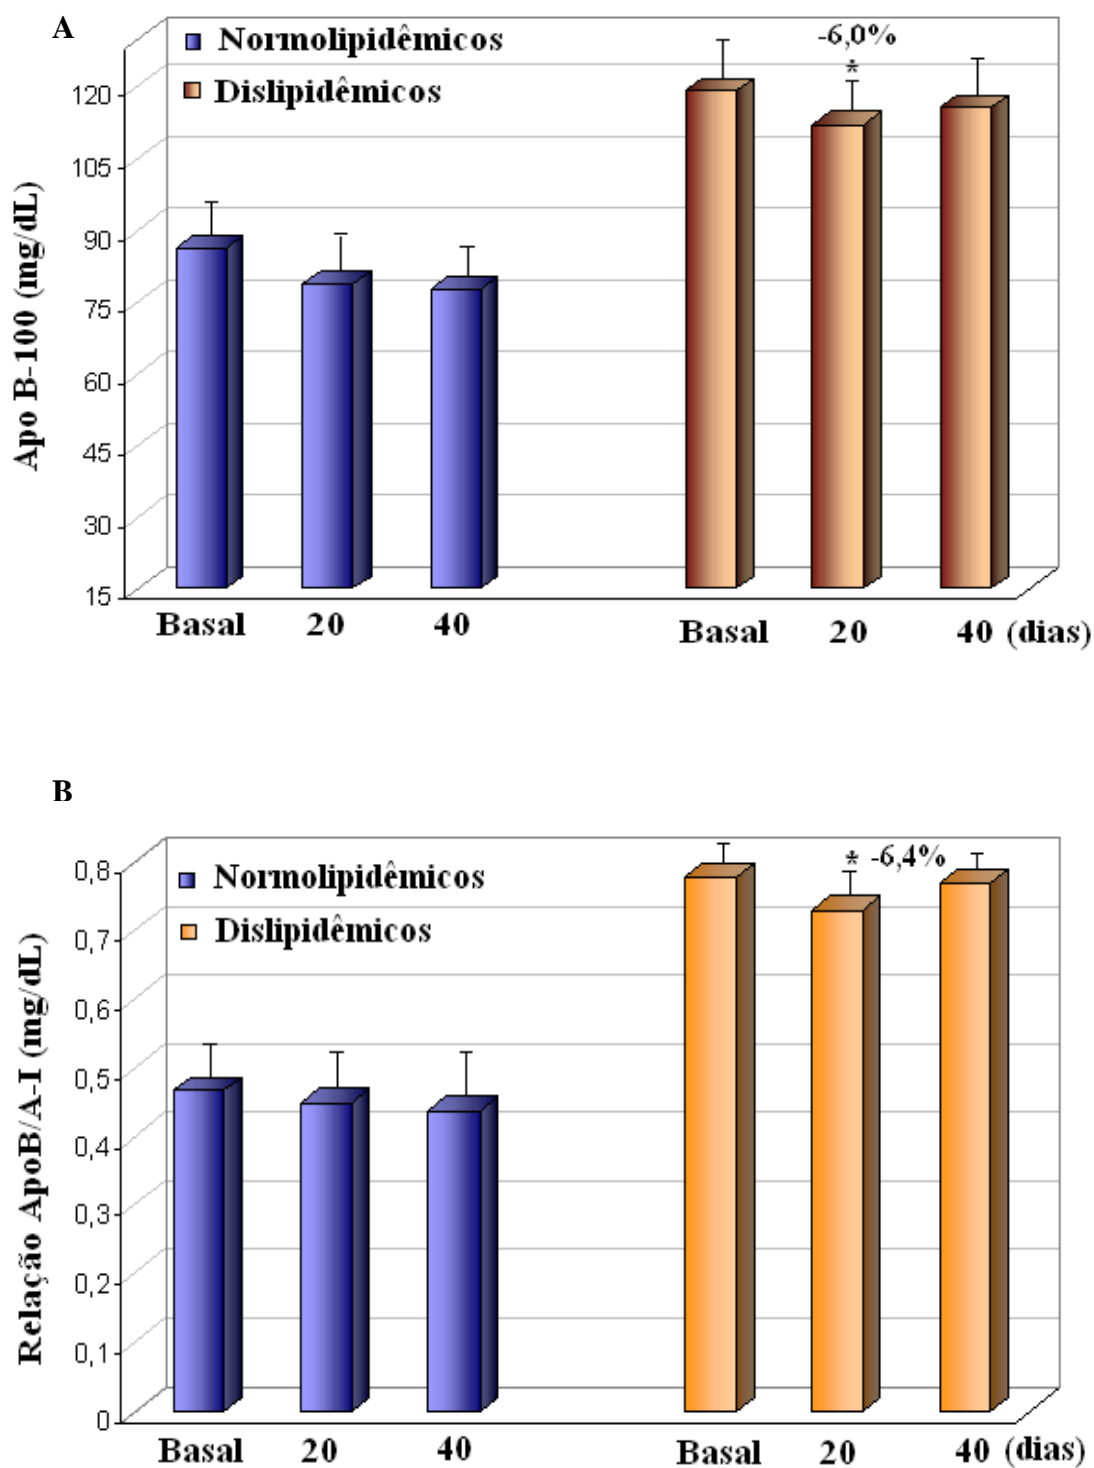 A
Normolipidêmicos
Dislipidêmicos
-6,0%
*
Apo B-100 (mg/dL)
120
105
90
75
60
45
30
15
Basal 20 40 Basal 20 40 (dias)
B
Normolipidêmicos
Dislipidêmicos
* -6,4%
Relação ApoB/A-I (mg/dL)
0,8
0,7
0,6
0,5
0,4
0,3
0,2
0,1
0
Basal 20 40 Basal 20 40 (dias)